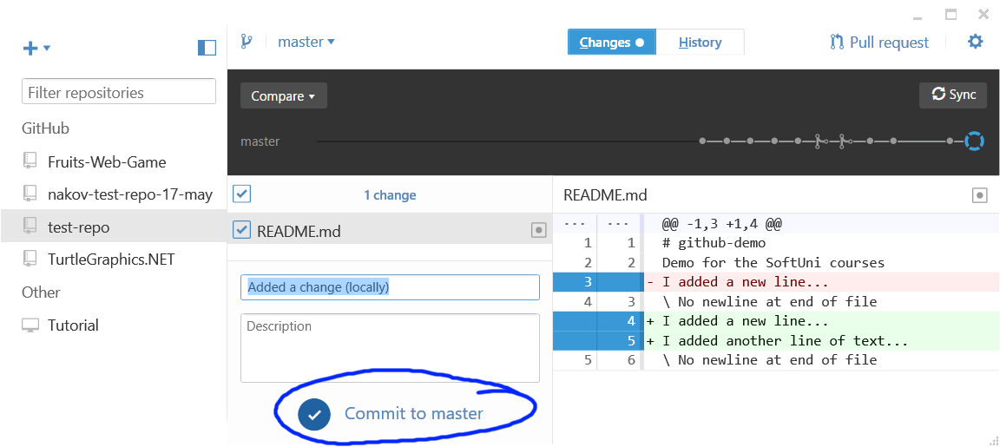 master
Changes
History
Pull request
Filter repositories
GitHub
Fruits-Web-Game
nakov-test-repo-17-may
test-repo
TurtleGraphics.NET
Other
Tutorial
Compare
Sync
master
1 change
README.md
Added a change (locally)
Description
Commit to master
README.md
... ... @@ -1,3 +1,4 @@
1 1 # github-demo
2 2 Demo for the SoftUni courses
3 - I added a new line...
4 3 \ No newline at end of file
4 + I added a new line...
5 + I added another line of text...
5 6 \ No newline at end of file